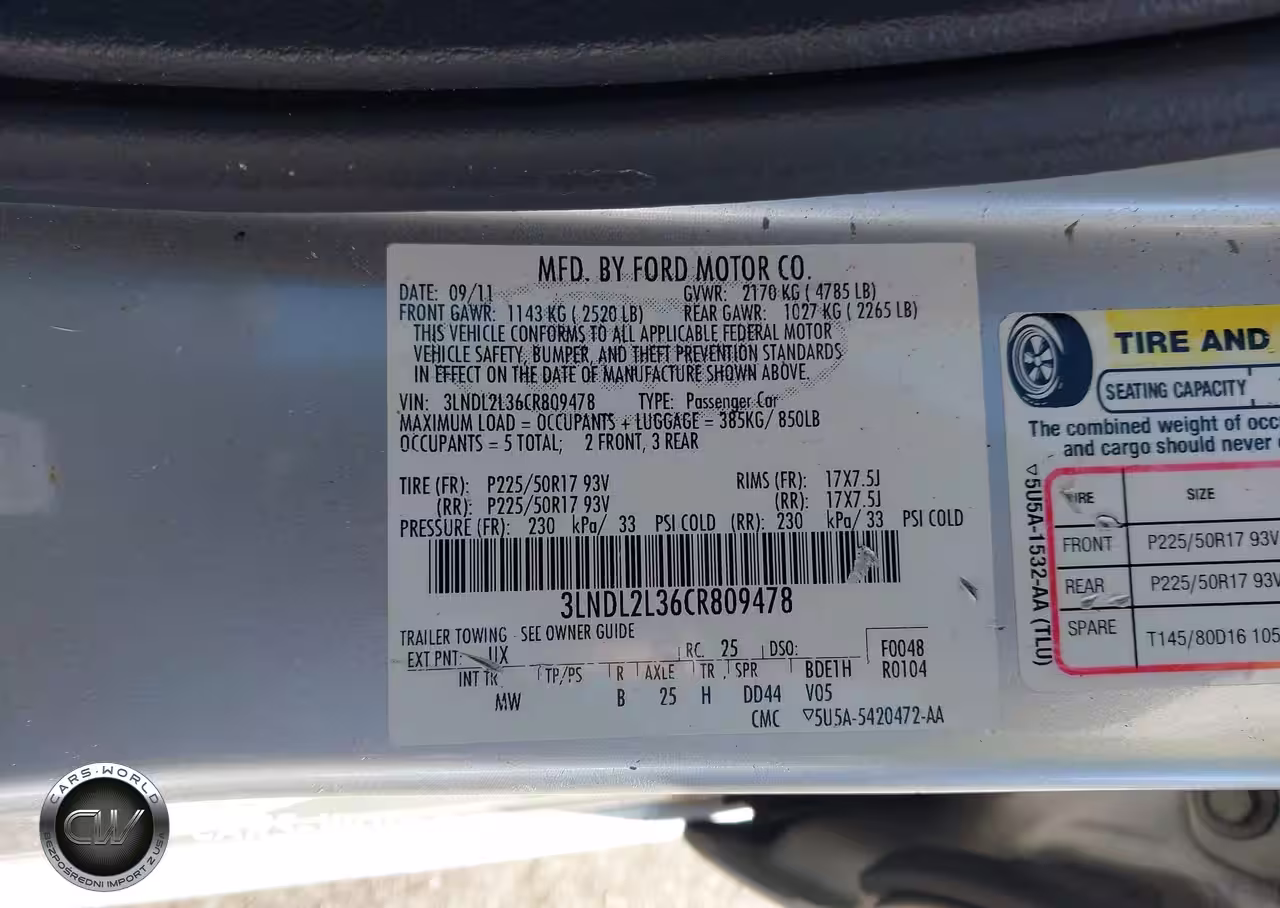 MFD. BY FORD MOTOR CO.
DATE: 09/11 GVWR: 2170 KG ( 4785 LB)
FRONT GAWR: 1143 KG ( 2520 LB) REAR GAWR: 1027 KG ( 2265 LB)
THIS VEHICLE CONFORMS TO ALL APPLICABLE FEDERAL MOTOR
VEHICLE SAFETY, BUMPER, AND THEFT PREVENTION STANDARDS
IN EFFECT ON THE DATE OF MANUFACTURE SHOWN ABOVE.
VIN: 3LNDL2L36CR809478 TYPE: Passenger Car
MAXIMUM LOAD = OCCUPANTS + LUGGAGE = 385KG/ 850LB
OCCUPANTS = 5 TOTAL; 2 FRONT, 3 REAR
TIRE (FR): P225/50R17 93V RIMS (FR): 17X7.5J
(RR): P225/50R17 93V (RR): 17X7.5J
PRESSURE (FR): 230 kPa/ 33 PSI COLD (RR): 230 kPa/ 33 PSI COLD
3LNDL2L36CR809478
TRAILER TOWING - SEE OWNER GUIDE
EXT PNT: UX RC: 25 DSO: F0048
INT TR TP/PS R AXLE TR SPR BDE1H R0104
MW B 25 H DD44 V05
CMC ▽5U5A-5420472-AA
TIRE AND
SEATING CAPACITY
The combined weight of occ
and cargo should never
▽5U5A-1532-AA (TLU)
TIRE SIZE
FRONT P225/50R17 93V
REAR P225/50R17 93V
SPARE T145/80D16 105
CARS-WORLD
CW
BEZPOŚREDNI IMPORT Z USA